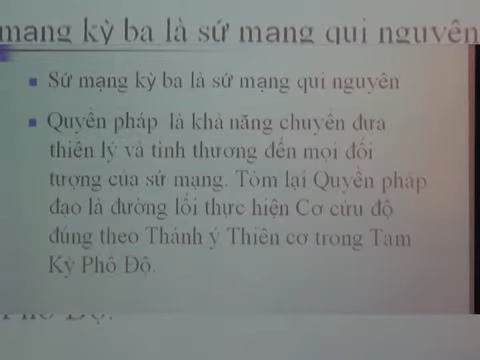 mạng kỳ ba là sứ mạng qui nguyên
Sứ mạng kỳ ba là sứ mạng qui nguyên
Quyền pháp là khả năng chuyển đưa
thiên lý và tình thương đến mọi đối
tượng của sứ mạng. Tóm lại Quyền pháp
đạo là đường lối thực hiện Cơ cứu độ
đúng theo Thánh ý Thiên cơ trong Tam
Kỳ Phổ Độ.
Phổ Độ.